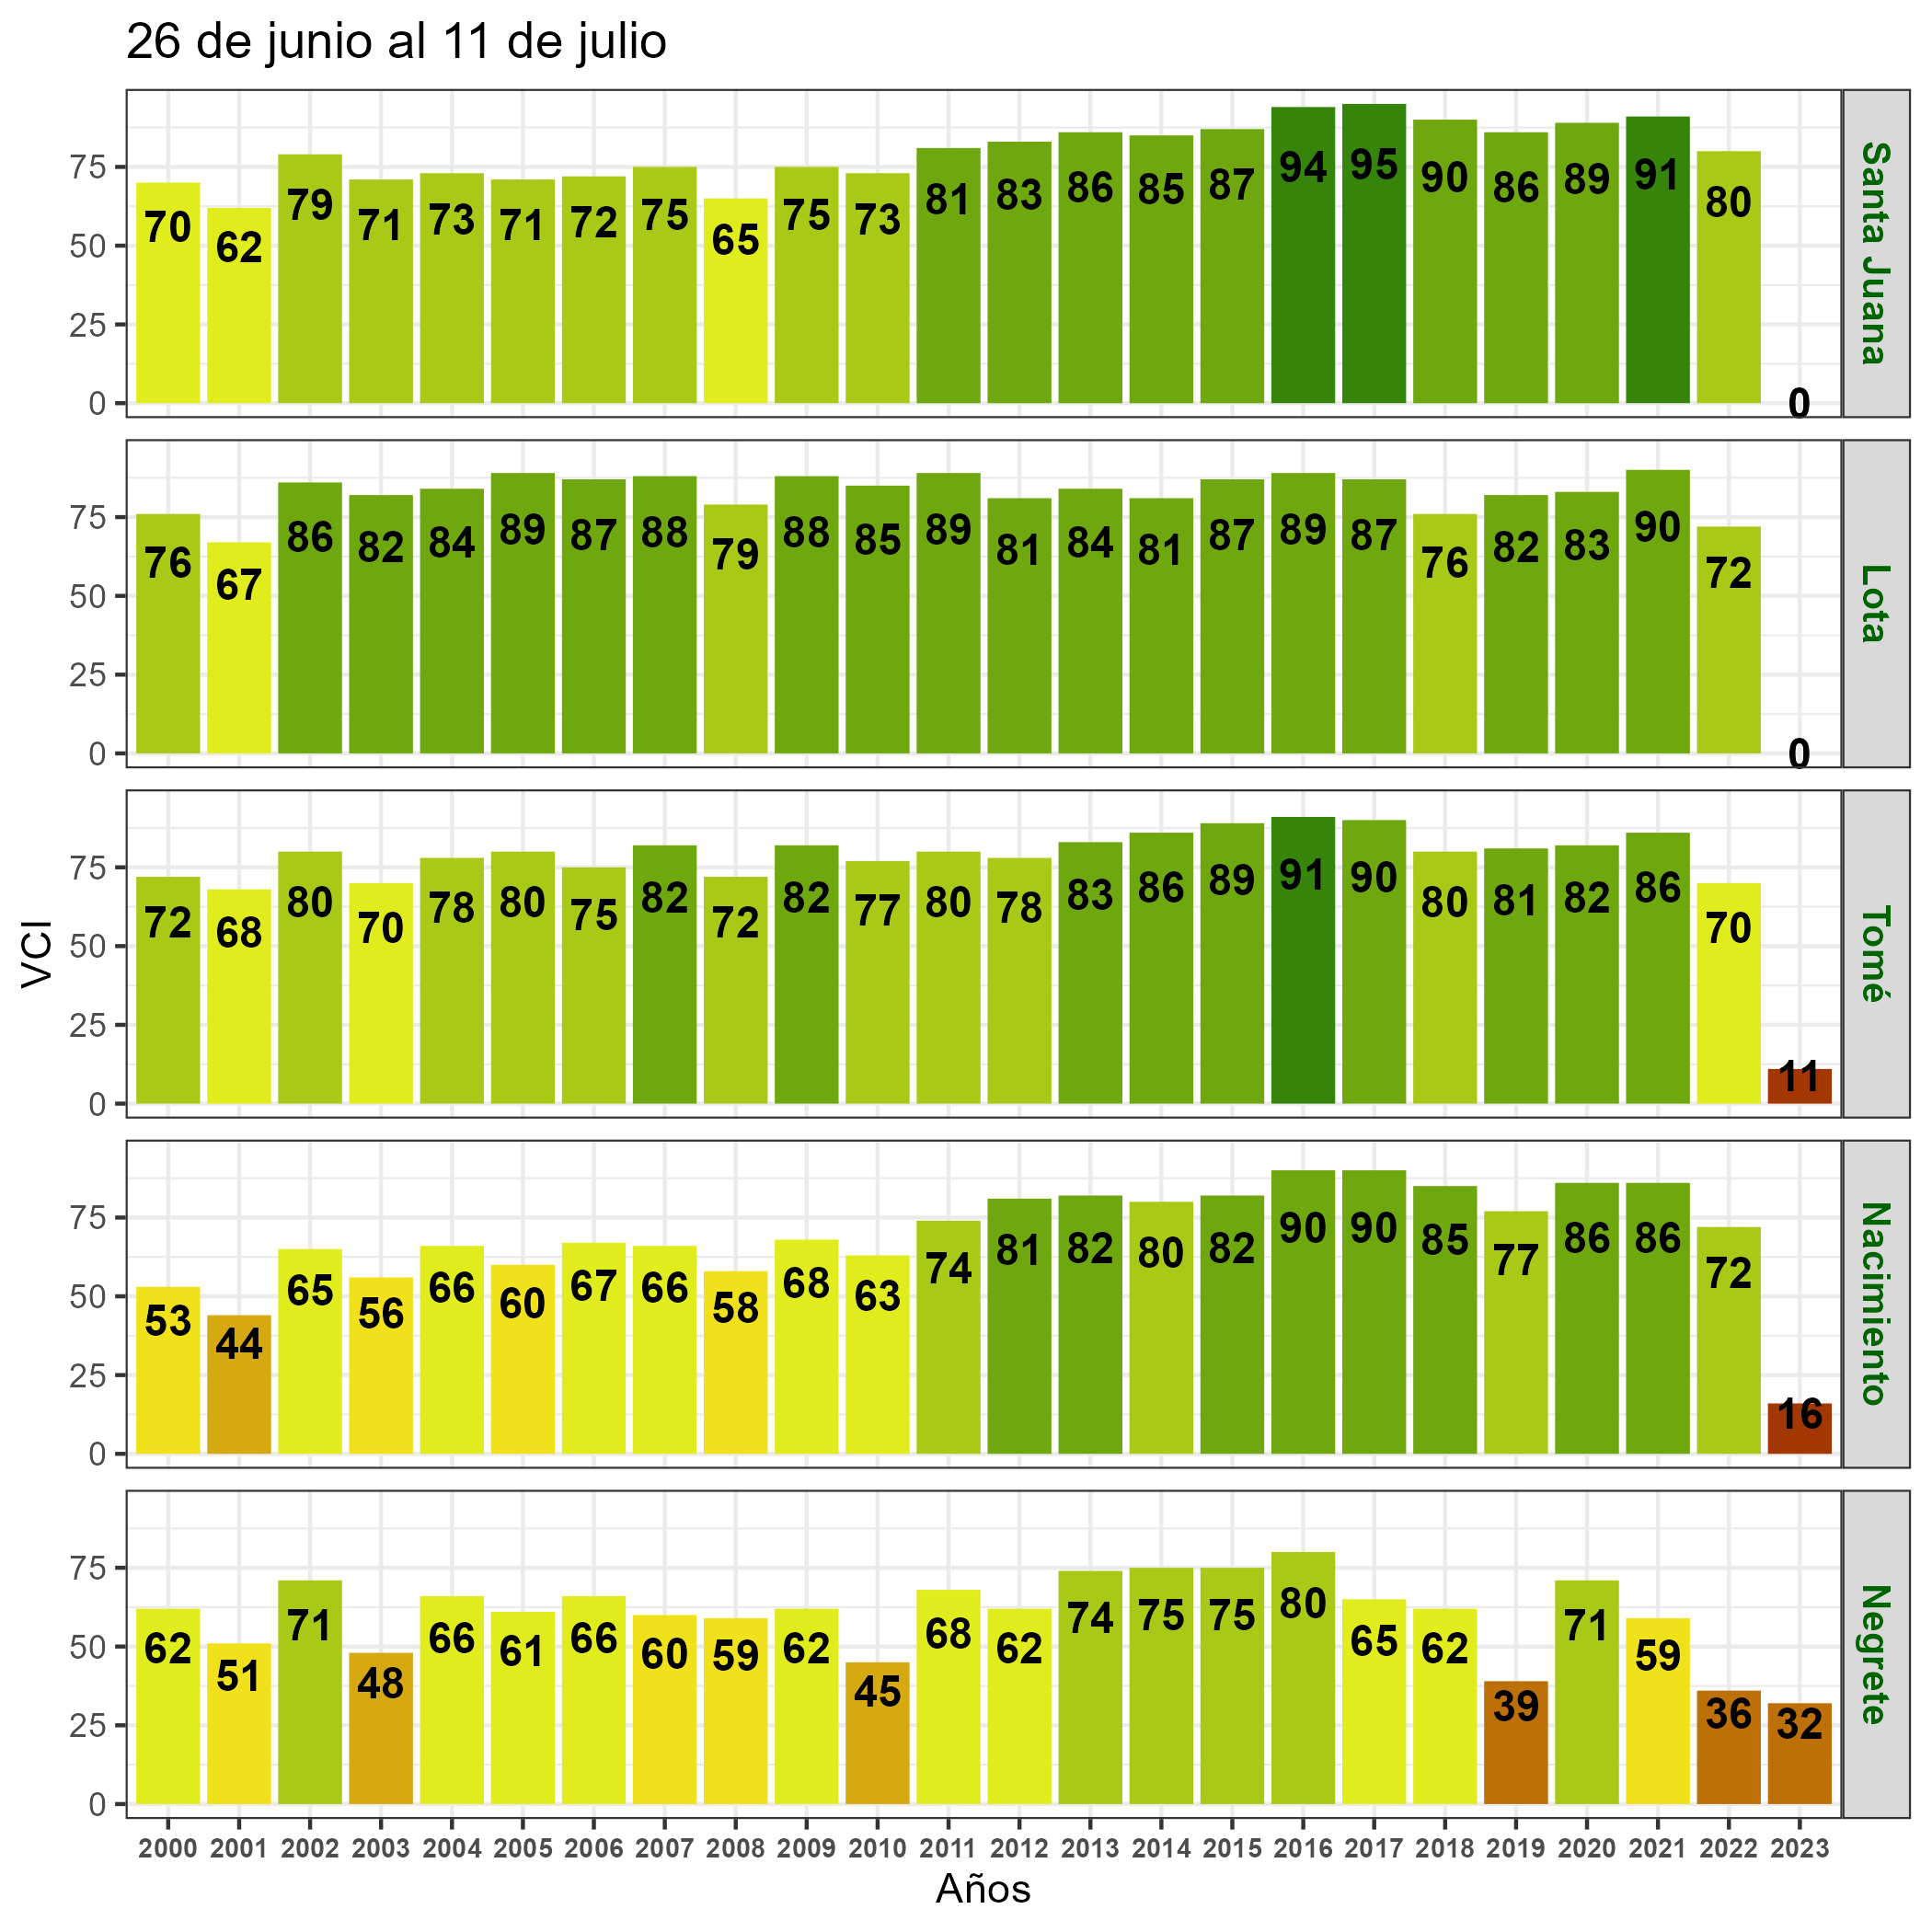 26 de junio al 11 de julio
VCI
75
50
25
0
70 62 79 71 73 71 72 75 65 75 73 81 83 86 85 87 94 95 90 86 89 91 80 0
Santa Juana
75
50
25
0
76 67 86 82 84 89 87 88 79 88 85 89 81 84 81 87 89 87 76 82 83 90 72 0
Lota
75
50
25
0
72 68 80 70 78 80 75 82 72 82 77 80 78 83 86 89 91 90 80 81 82 86 70 11
Tomé
75
50
25
0
53 44 65 56 66 60 67 66 58 68 63 74 81 82 80 82 90 90 85 77 86 86 72 16
Nacimiento
75
50
25
0
62 51 71 48 66 61 66 60 59 62 45 68 62 74 75 75 80 65 62 39 71 59 36 32
Negrete
2000 2001 2002 2003 2004 2005 2006 2007 2008 2009 2010 2011 2012 2013 2014 2015 2016 2017 2018 2019 2020 2021 2022 2023
Años